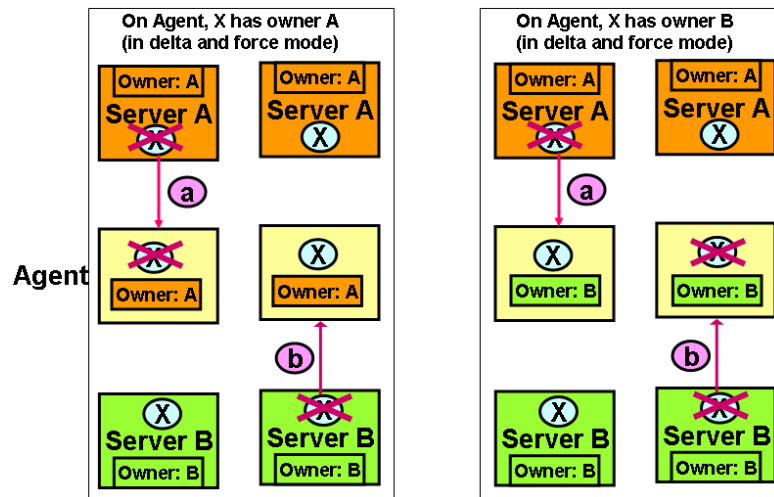 On Agent, X has owner A
(in delta and force mode)
Owner: A
Server A
X
Owner: A
Server A
X
a
Agent
X
Owner: A
X
Owner: A
b
X
Server B
Owner: B
X
Server B
Owner: B
On Agent, X has owner B
(in delta and force mode)
Owner: A
Server A
X
Owner: A
Server A
X
a
X
Owner: B
X
Owner: B
b
X
Server B
Owner: B
X
Server B
Owner: B